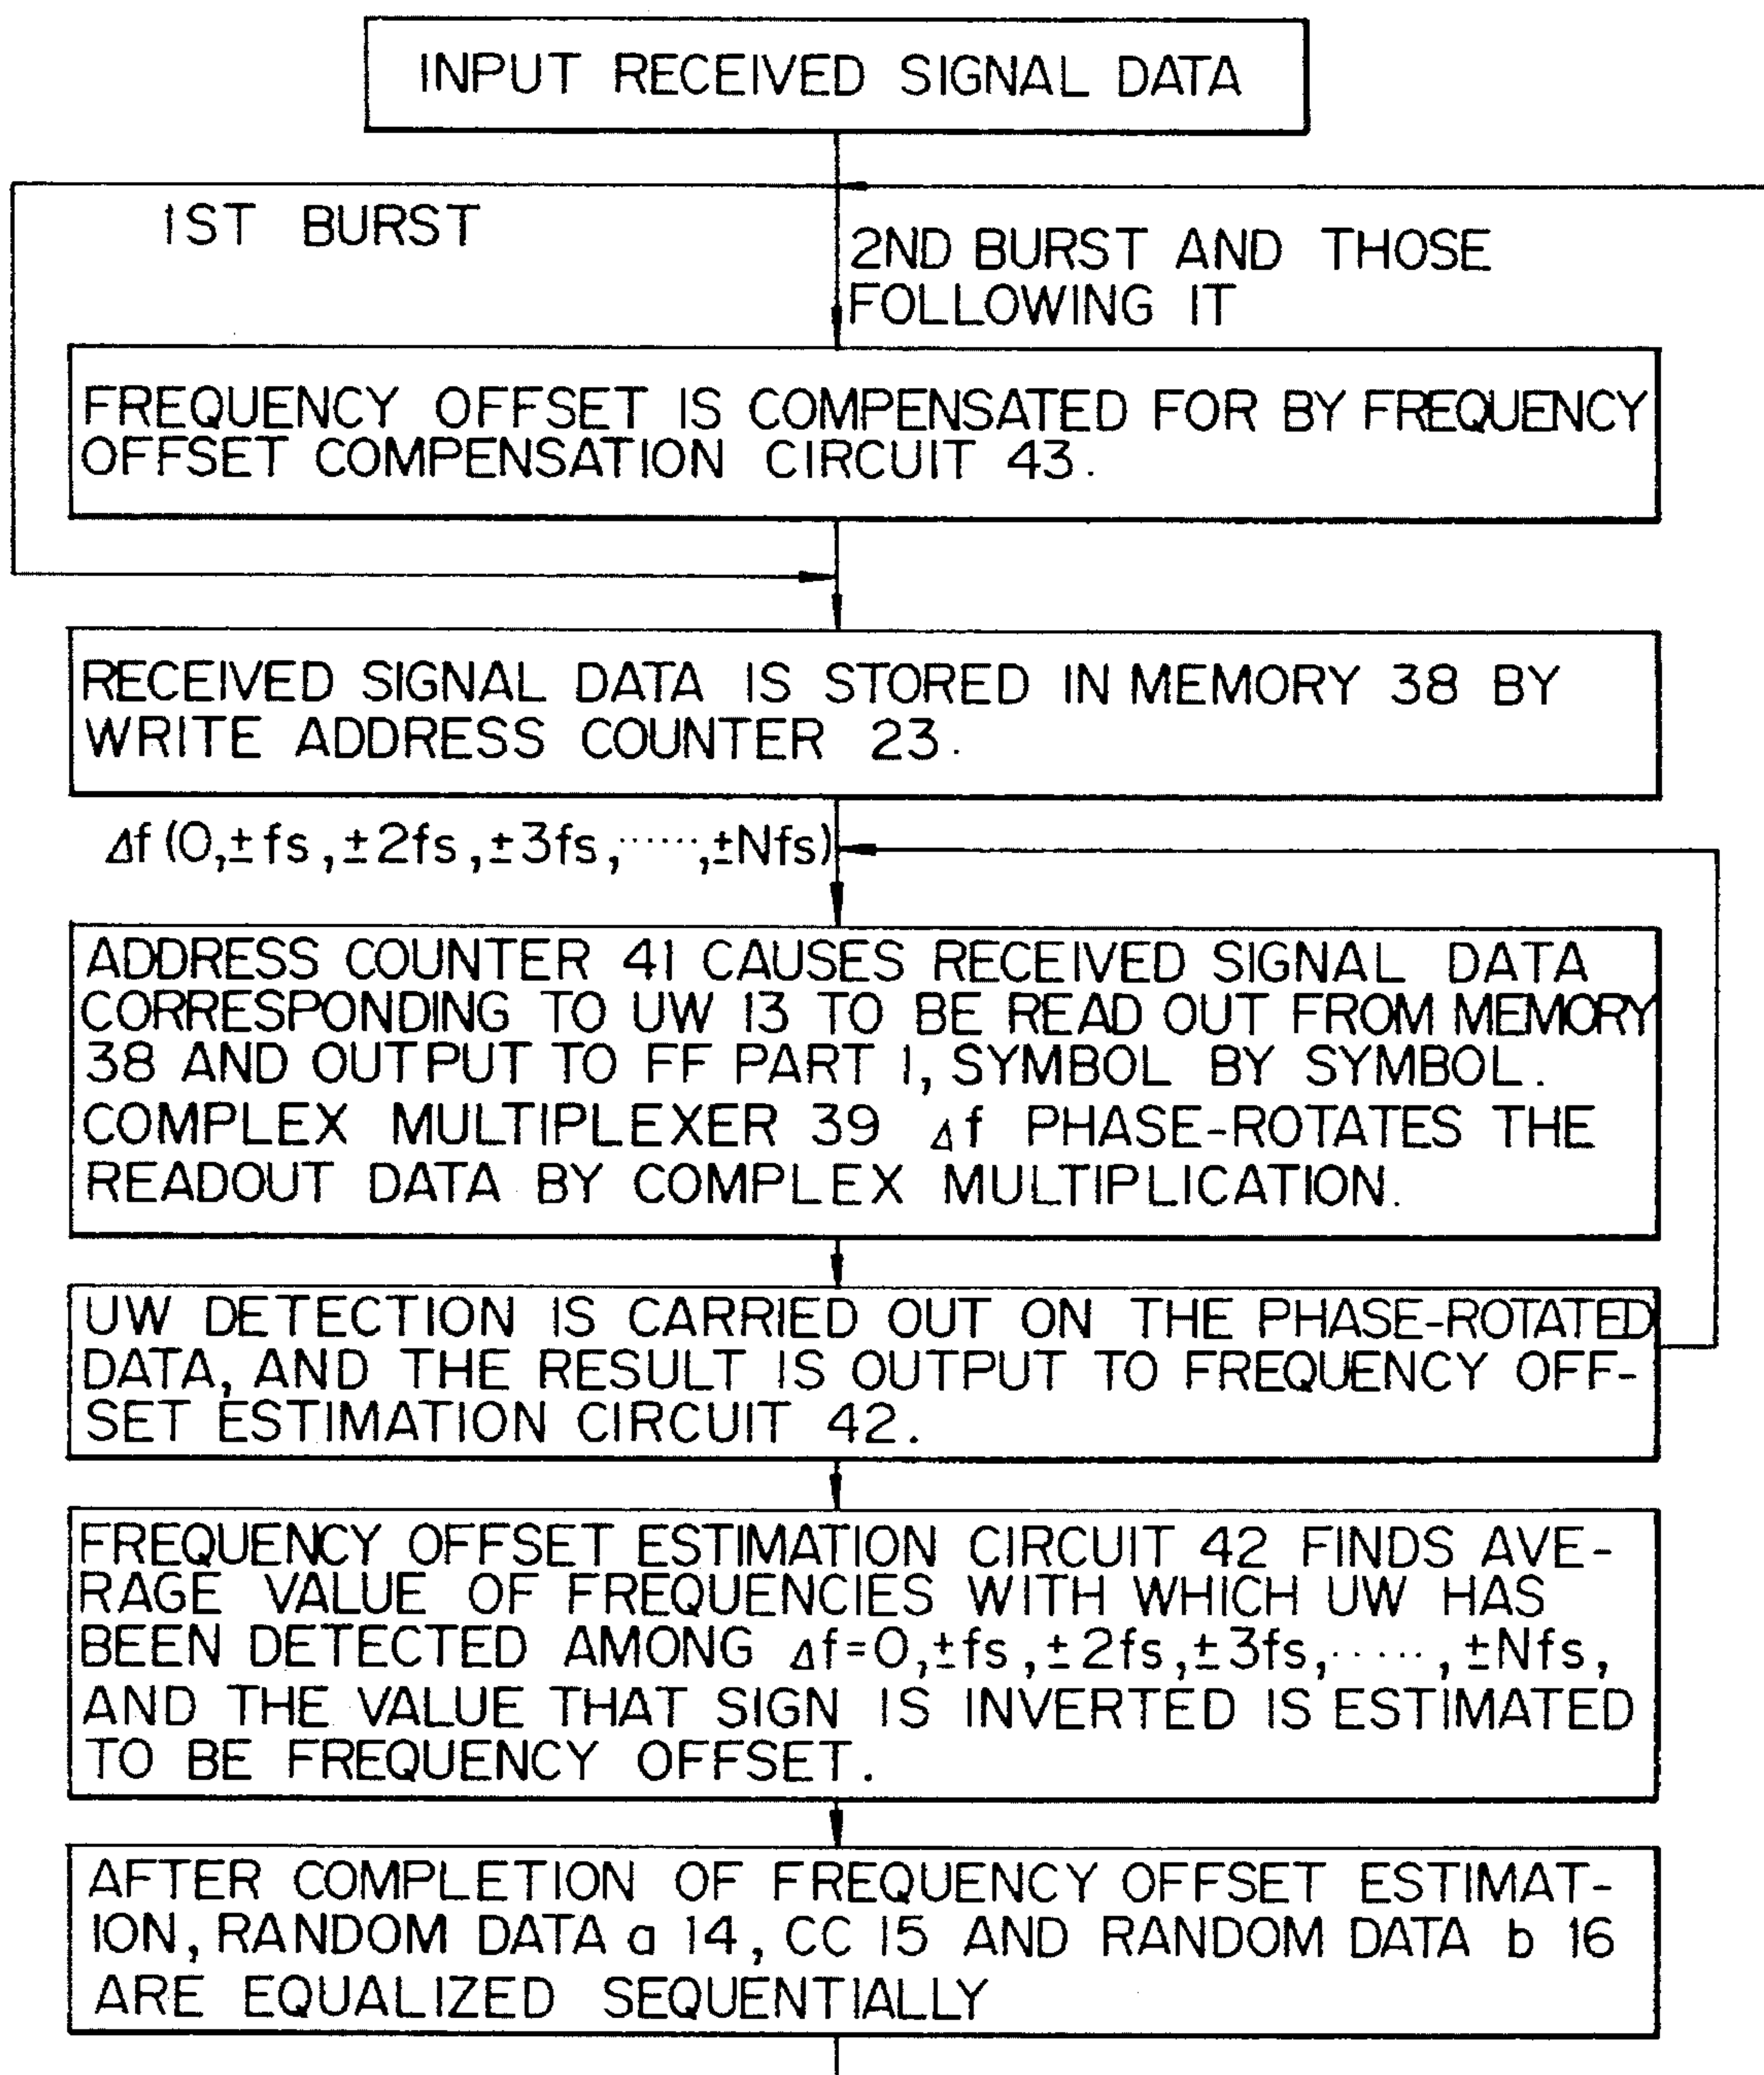 INPUT RECEIVED SIGNAL DATA
1ST BURST
2ND BURST AND THOSE
FOLLOWING IT
FREQUENCY OFFSET IS COMPENSATED FOR BY FREQUENCY
OFFSET COMPENSATION CIRCUIT 43.
RECEIVED SIGNAL DATA IS STORED IN MEMORY 38 BY
WRITE ADDRESS COUNTER 23.
Δf (0,±fs,±2fs,±3fs,······,±Nfs)
ADDRESS COUNTER 41 CAUSES RECEIVED SIGNAL DATA
CORRESPONDING TO UW 13 TO BE READ OUT FROM MEMORY
38 AND OUTPUT TO FF PART 1, SYMBOL BY SYMBOL.
COMPLEX MULTIPLEXER 39 Δf PHASE-ROTATES THE
READOUT DATA BY COMPLEX MULTIPLICATION.
UW DETECTION IS CARRIED OUT ON THE PHASE-ROTATED
DATA, AND THE RESULT IS OUTPUT TO FREQUENCY OFF-
SET ESTIMATION CIRCUIT 42.
FREQUENCY OFFSET ESTIMATION CIRCUIT 42 FINDS AVE-
RAGE VALUE OF FREQUENCIES WITH WHICH UW HAS
BEEN DETECTED AMONG Δf=0,±fs,±2fs,±3fs,·····,±Nfs,
AND THE VALUE THAT SIGN IS INVERTED IS ESTIMATED
TO BE FREQUENCY OFFSET.
AFTER COMPLETION OF FREQUENCY OFFSET ESTIMAT-
ION, RANDOM DATA a 14, CC 15 AND RANDOM DATA b 16
ARE EQUALIZED SEQUENTIALLY